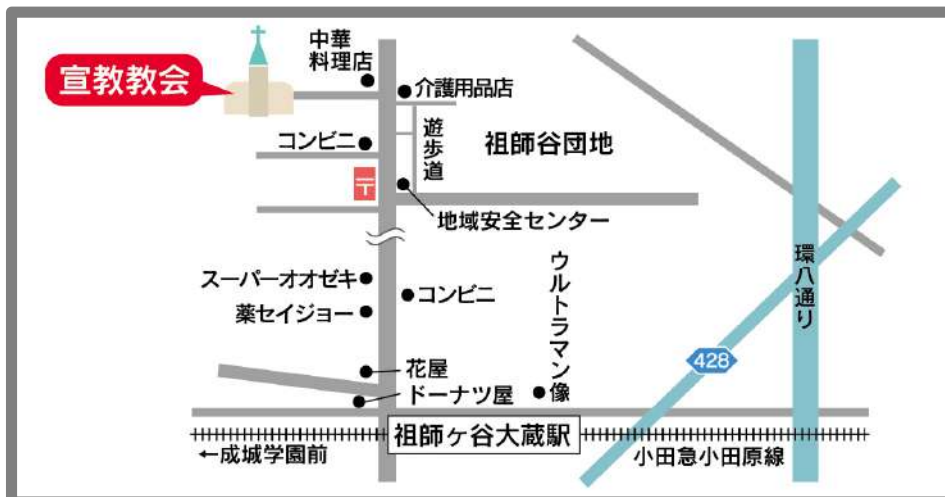 中華
料理店
宣教教会
介護用品店
コンビニ
遊歩道
祖師谷団地
〒
地域安全センター
スーパーオオゼキ
コンビニ
薬セイジョー
ウルトラマン像
環八通り
428
花屋
ドーナツ屋
祖師ヶ谷大蔵駅
←成城学園前
小田急小田原線